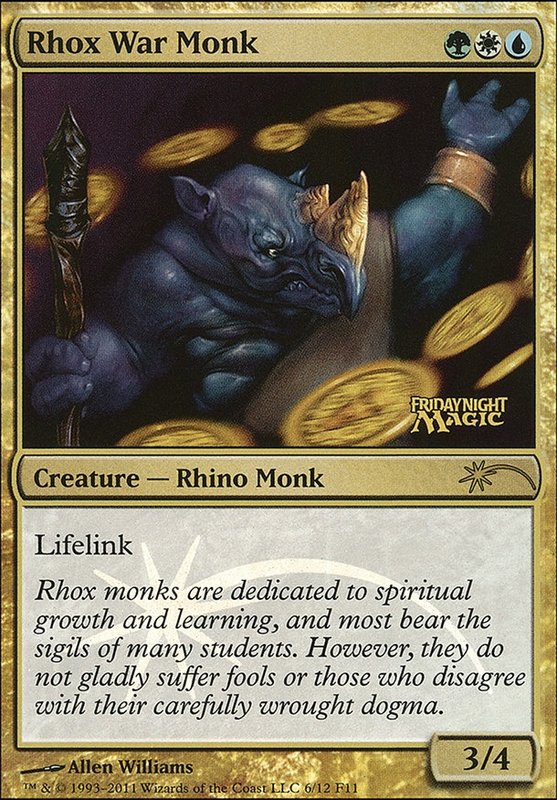 Rhox War Monk
FRIDAY NIGHT
MAGIC
Creature — Rhino Monk
Lifelink
Rhox monks are dedicated to spiritual
growth and learning, and most bear the
sigils of many students. However, they do
not gladly suffer fools or those who disagree
with their carefully wrought dogma.
3/4
Allen Williams
™ & © 1993–2011 Wizards of the Coast LLC 6/12 F11